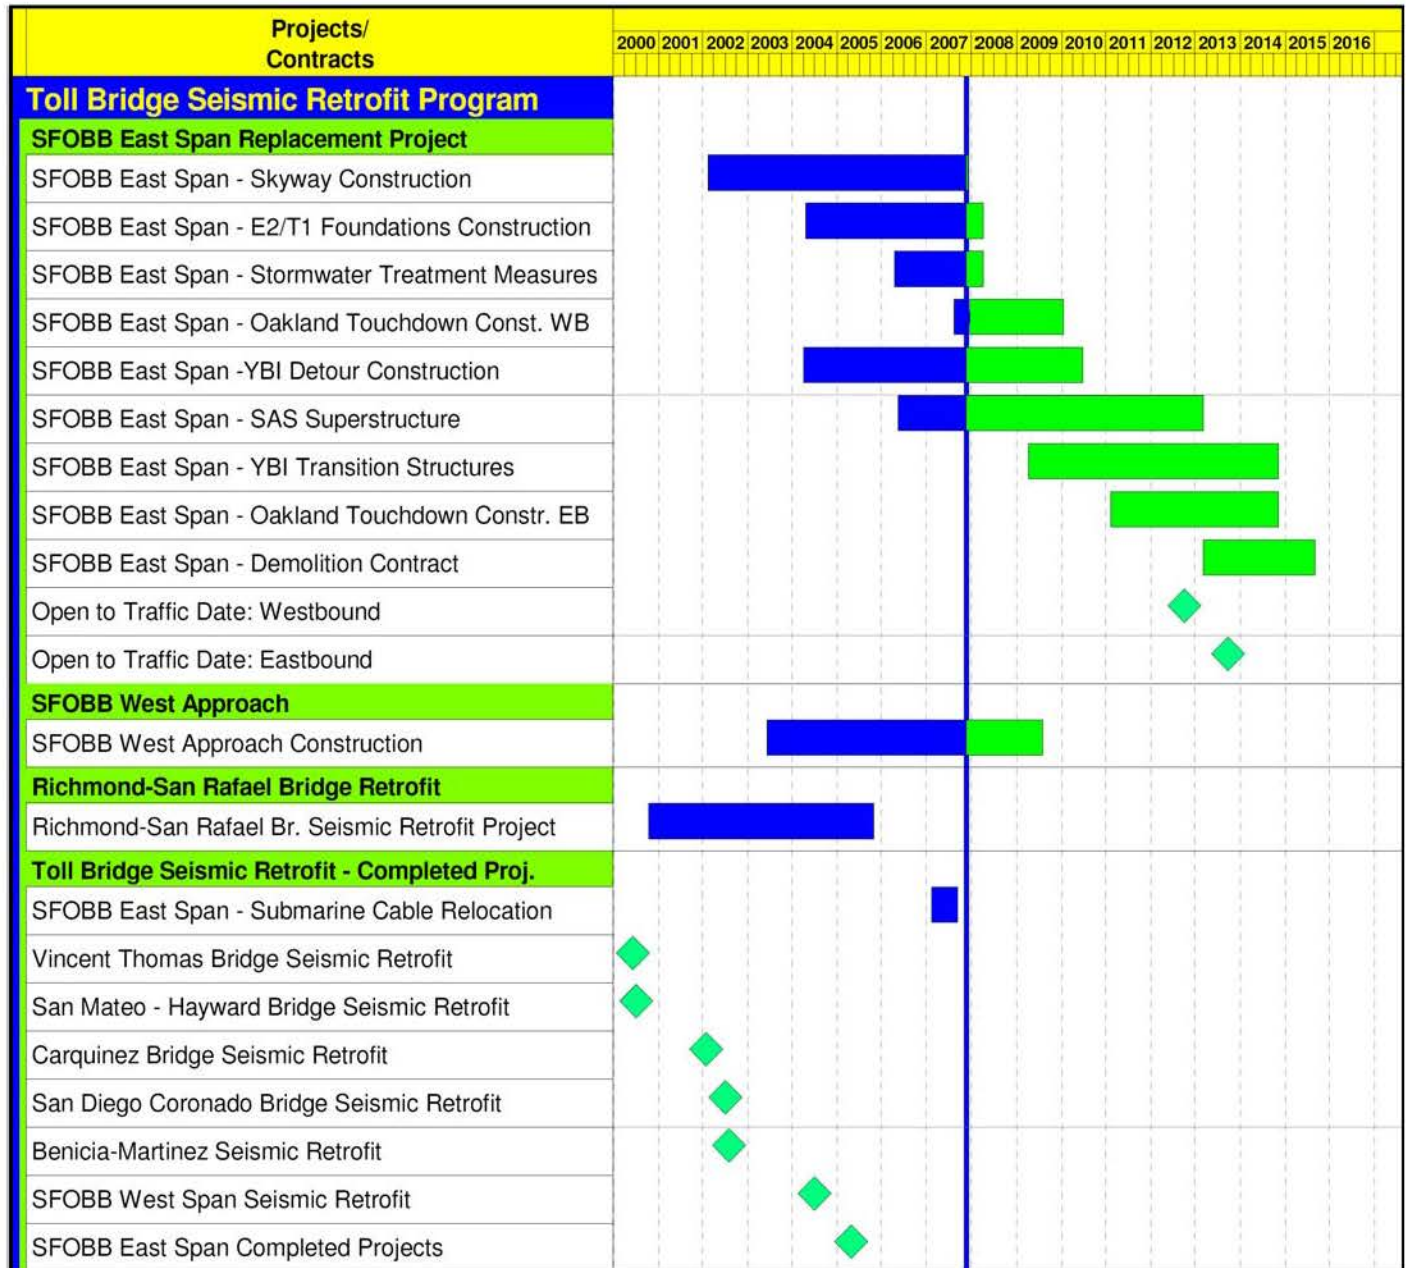 Projects/
Contracts
2000 2001 2002 2003 2004 2005 2006 2007 2008 2009 2010 2011 2012 2013 2014 2015 2016
Toll Bridge Seismic Retrofit Program
SFOBB East Span Replacement Project
SFOBB East Span - Skyway Construction
SFOBB East Span - E2/T1 Foundations Construction
SFOBB East Span - Stormwater Treatment Measures
SFOBB East Span - Oakland Touchdown Const. WB
SFOBB East Span -YBI Detour Construction
SFOBB East Span - SAS Superstructure
SFOBB East Span - YBI Transition Structures
SFOBB East Span - Oakland Touchdown Constr. EB
SFOBB East Span - Demolition Contract
Open to Traffic Date: Westbound
Open to Traffic Date: Eastbound
SFOBB West Approach
SFOBB West Approach Construction
Richmond-San Rafael Bridge Retrofit
Richmond-San Rafael Br. Seismic Retrofit Project
Toll Bridge Seismic Retrofit - Completed Proj.
SFOBB East Span - Submarine Cable Relocation
Vincent Thomas Bridge Seismic Retrofit
San Mateo - Hayward Bridge Seismic Retrofit
Carquinez Bridge Seismic Retrofit
San Diego Coronado Bridge Seismic Retrofit
Benicia-Martinez Seismic Retrofit
SFOBB West Span Seismic Retrofit
SFOBB East Span Completed Projects